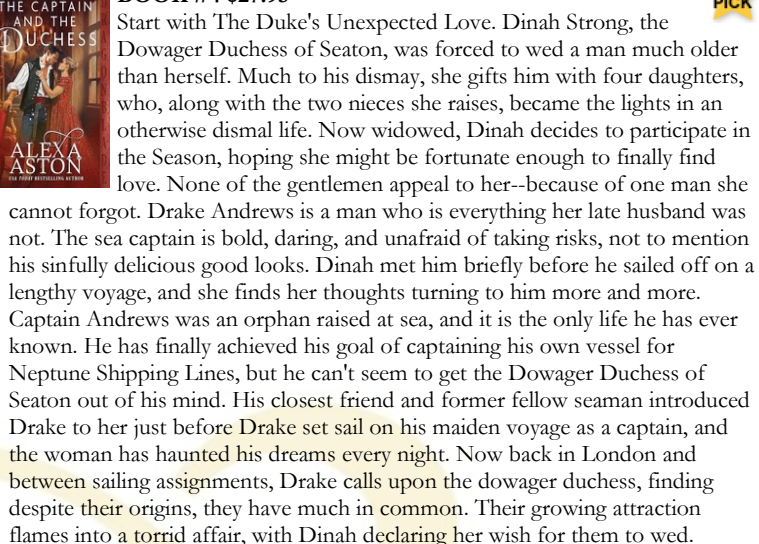 THE CAPTAIN
AND THE
DUCHESS
ALEXA
ASTON
USA TODAY BESTSELLING AUTHOR
PICK
Start with The Duke's Unexpected Love. Dinah Strong, the
Dowager Duchess of Seaton, was forced to wed a man much older
than herself. Much to his dismay, she gifts him with four daughters,
who, along with the two nieces she raises, became the lights in an
otherwise dismal life. Now widowed, Dinah decides to participate in
the Season, hoping she might be fortunate enough to finally find
love. None of the gentlemen appeal to her--because of one man she
cannot forgot. Drake Andrews is a man who is everything her late husband was
not. The sea captain is bold, daring, and unafraid of taking risks, not to mention
his sinfully delicious good looks. Dinah met him briefly before he sailed off on a
lengthy voyage, and she finds her thoughts turning to him more and more.
Captain Andrews was an orphan raised at sea, and it is the only life he has ever
known. He has finally achieved his goal of captaining his own vessel for
Neptune Shipping Lines, but he can't seem to get the Dowager Duchess of
Seaton out of his mind. His closest friend and former fellow seaman introduced
Drake to her just before Drake set sail on his maiden voyage as a captain, and
the woman has haunted his dreams every night. Now back in London and
between sailing assignments, Drake calls upon the dowager duchess, finding
despite their origins, they have much in common. Their growing attraction
flames into a torrid affair, with Dinah declaring her wish for them to wed.